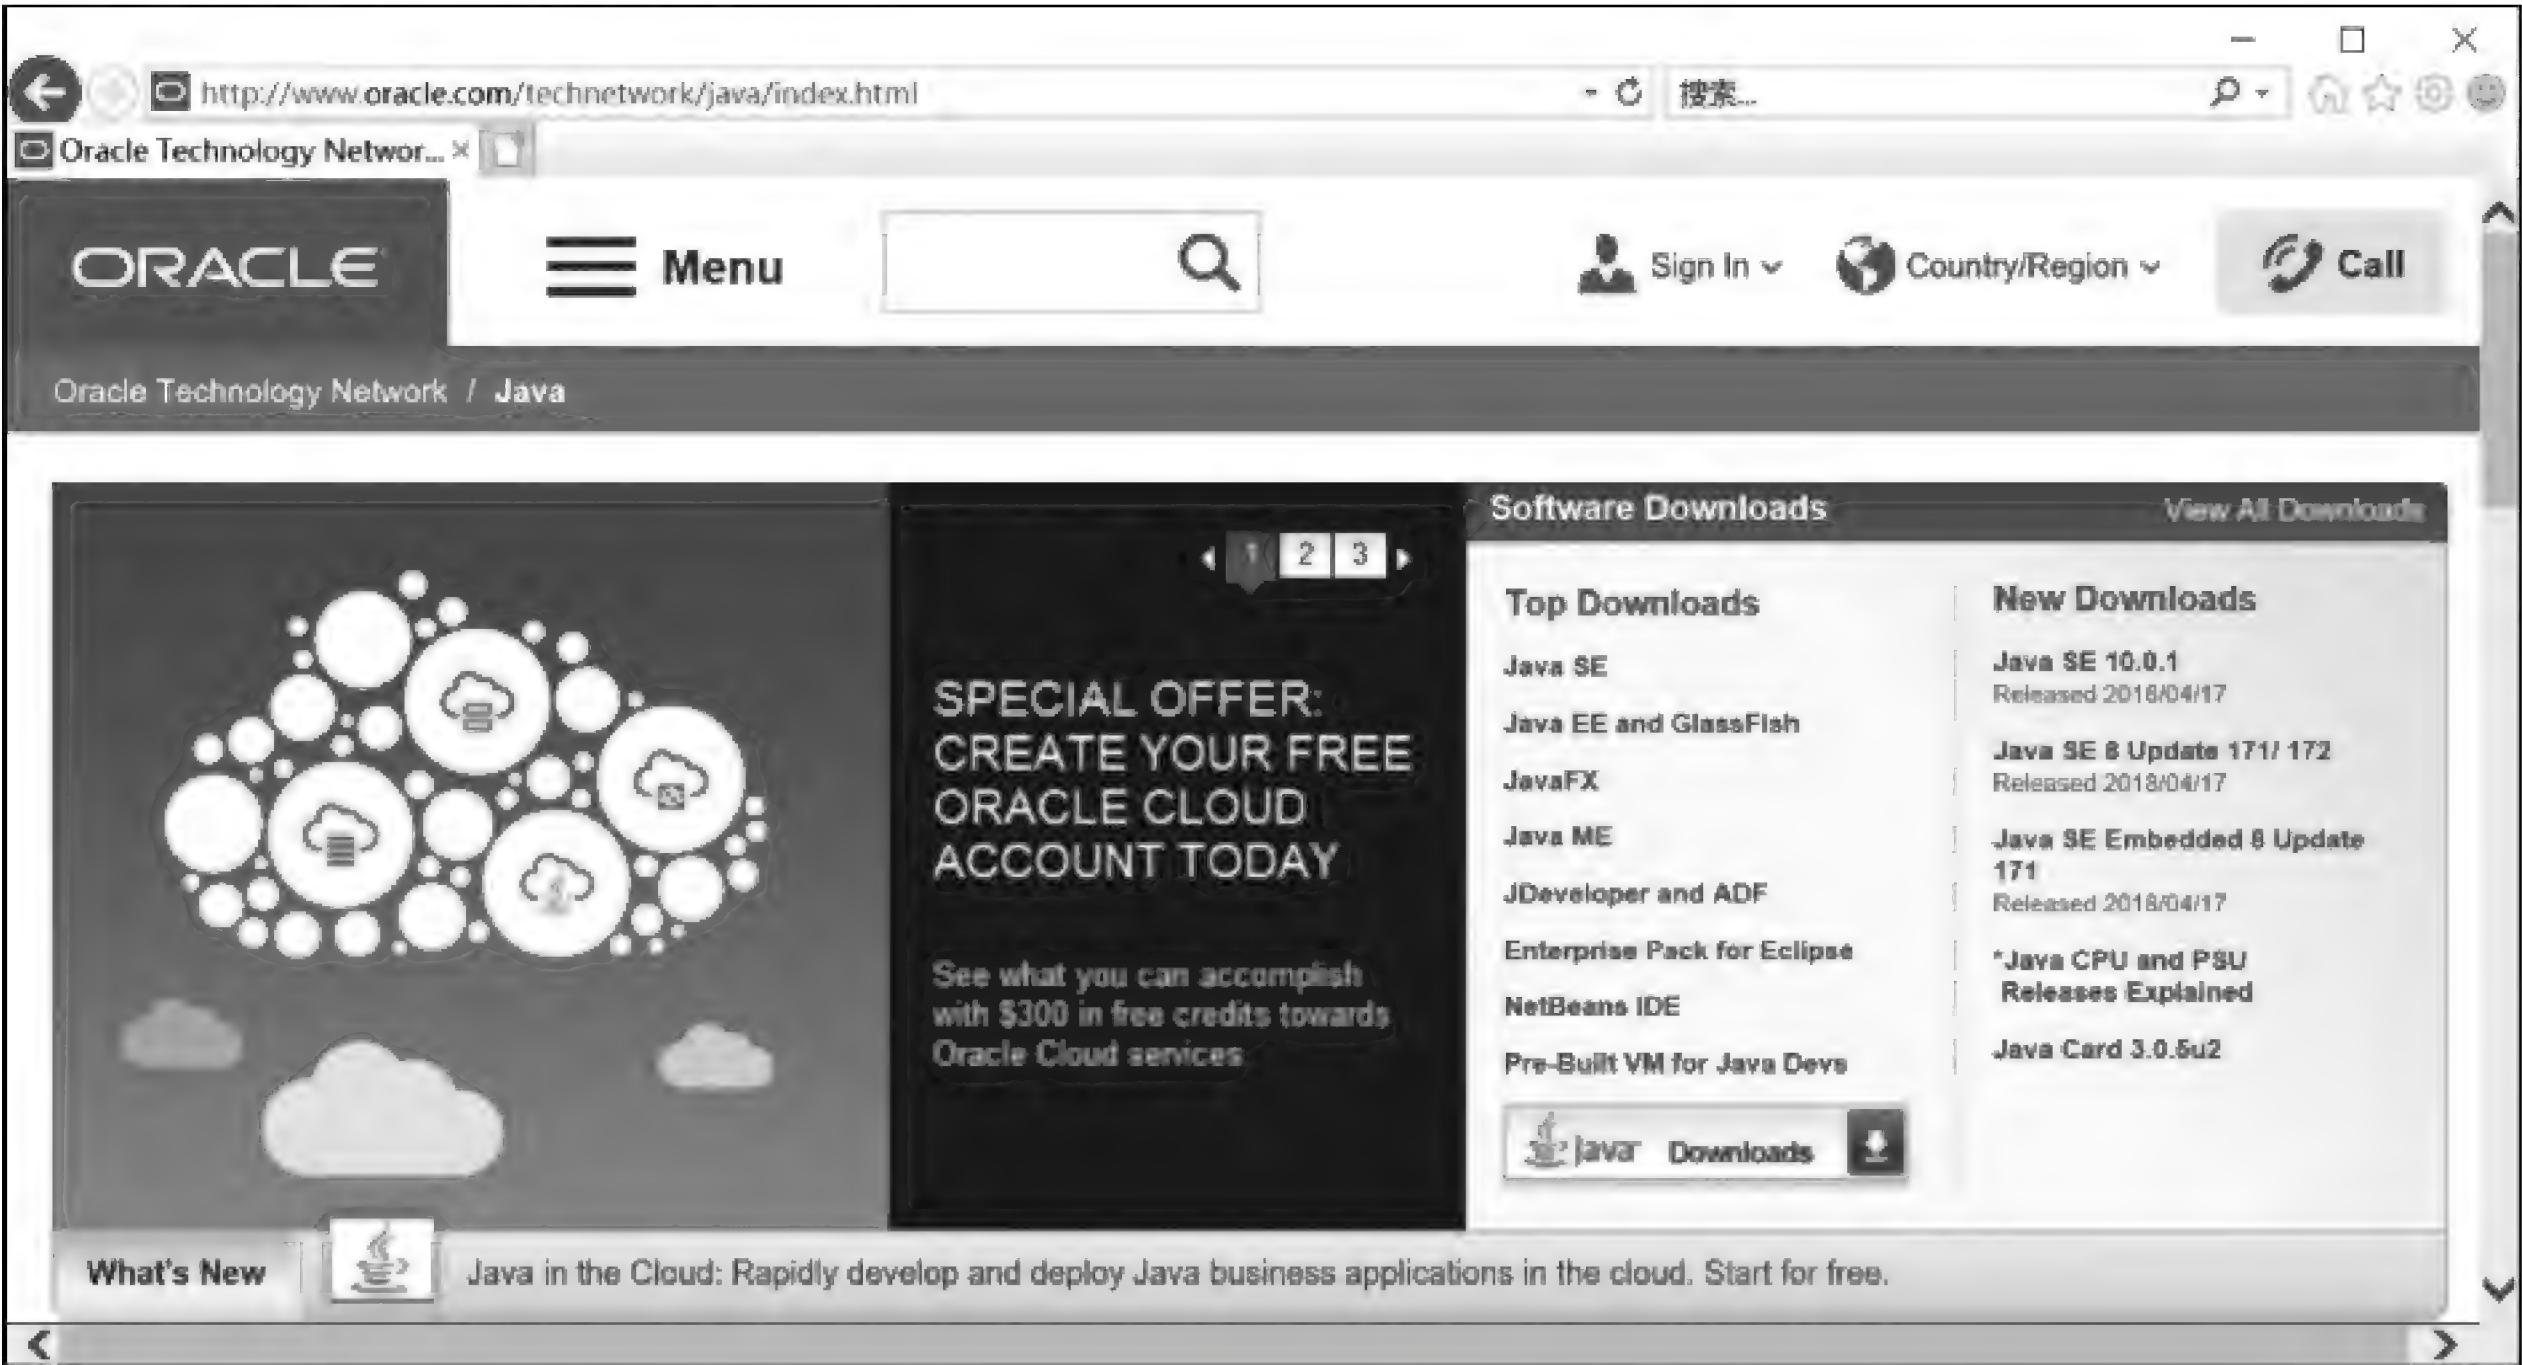 http://www.oracle.com/technetwork/java/index.html
搜索...
Oracle Technology Networ...
ORACLE
Menu
Sign In
Country/Region
Call
Oracle Technology Network / Java
1 2 3
SPECIAL OFFER:
CREATE YOUR FREE
ORACLE CLOUD
ACCOUNT TODAY
See what you can accomplish
with $300 in free credits towards
Oracle Cloud services
Software Downloads
View All Downloads
Top Downloads
Java SE
Java EE and GlassFish
JavaFX
Java ME
JDeveloper and ADF
Enterprise Pack for Eclipse
NetBeans IDE
Pre-Built VM for Java Devs
Java Downloads
New Downloads
Java SE 10.0.1
Released 2018/04/17
Java SE 8 Update 171/ 172
Released 2018/04/17
Java SE Embedded 8 Update
171
Released 2018/04/17
*Java CPU and PSU
Releases Explained
Java Card 3.0.5u2
What's New
Java in the Cloud: Rapidly develop and deploy Java business applications in the cloud. Start for free.